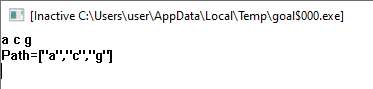 [Inactive C:\Users\user\AppData\Local\Temp\goal$000.exe]
a c g
Path=["a","c","g"]